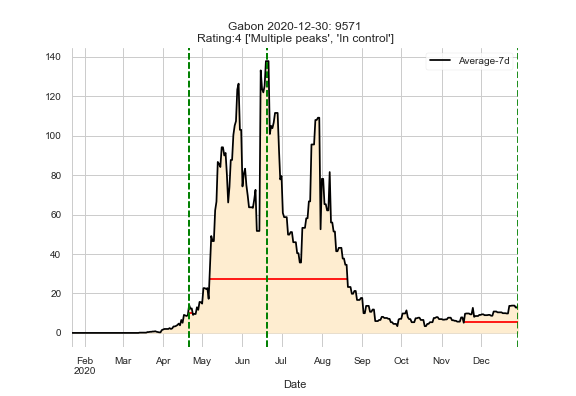 Gabon 2020-12-30: 9571
Rating:4 ['Multiple peaks', 'In control']
Average-7d
140
120
100
80
60
40
20
0
Feb Mar Apr May Jun Jul Aug Sep Oct Nov Dec
2020
Date